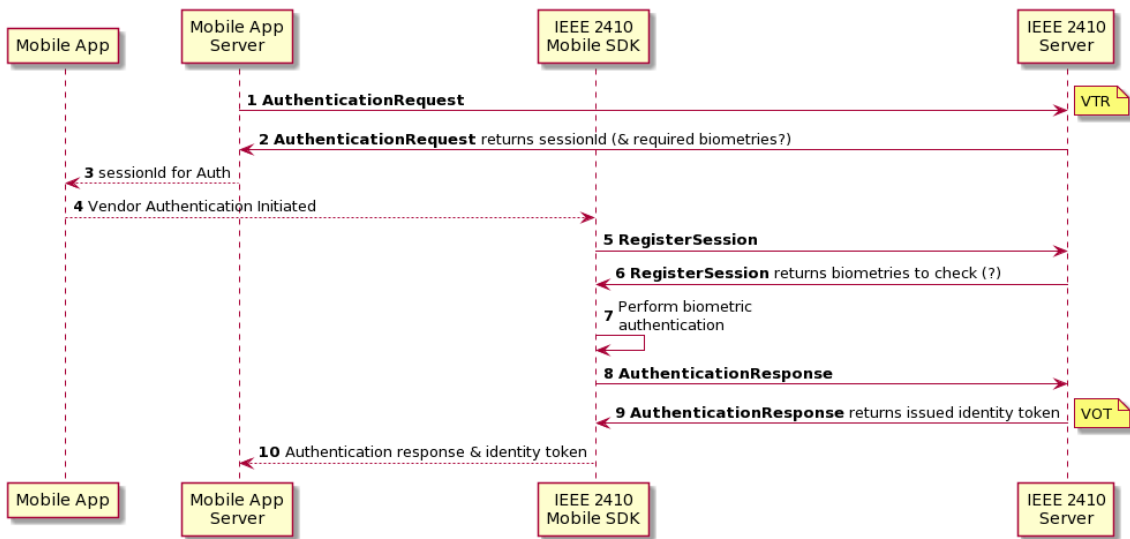 Mobile App
Mobile App
Server
IEEE 2410
Mobile SDK
IEEE 2410
Server
1 AuthenticationRequest
VTR
2 AuthenticationRequest returns sessionId (& required biometries?)
3 sessionId for Auth
4 Vendor Authentication Initiated
5 RegisterSession
6 RegisterSession returns biometries to check (?)
7 Perform biometric
authentication
8 AuthenticationResponse
9 AuthenticationResponse returns issued identity token
VOT
10 Authentication response & identity token
Mobile App
Mobile App
Server
IEEE 2410
Mobile SDK
IEEE 2410
Server